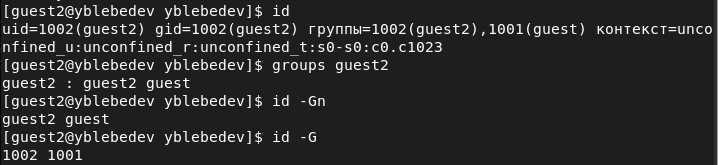 [guest2@yblebedev yblebedev]$ id
uid=1002(guest2) gid=1002(guest2) группы=1002(guest2),1001(guest) контекст=unco
nfined_u:unconfined_r:unconfined_t:s0-s0:c0.c1023
[guest2@yblebedev yblebedev]$ groups guest2
guest2 : guest2 guest
[guest2@yblebedev yblebedev]$ id -Gn
guest2 guest
[guest2@yblebedev yblebedev]$ id -G
1002 1001